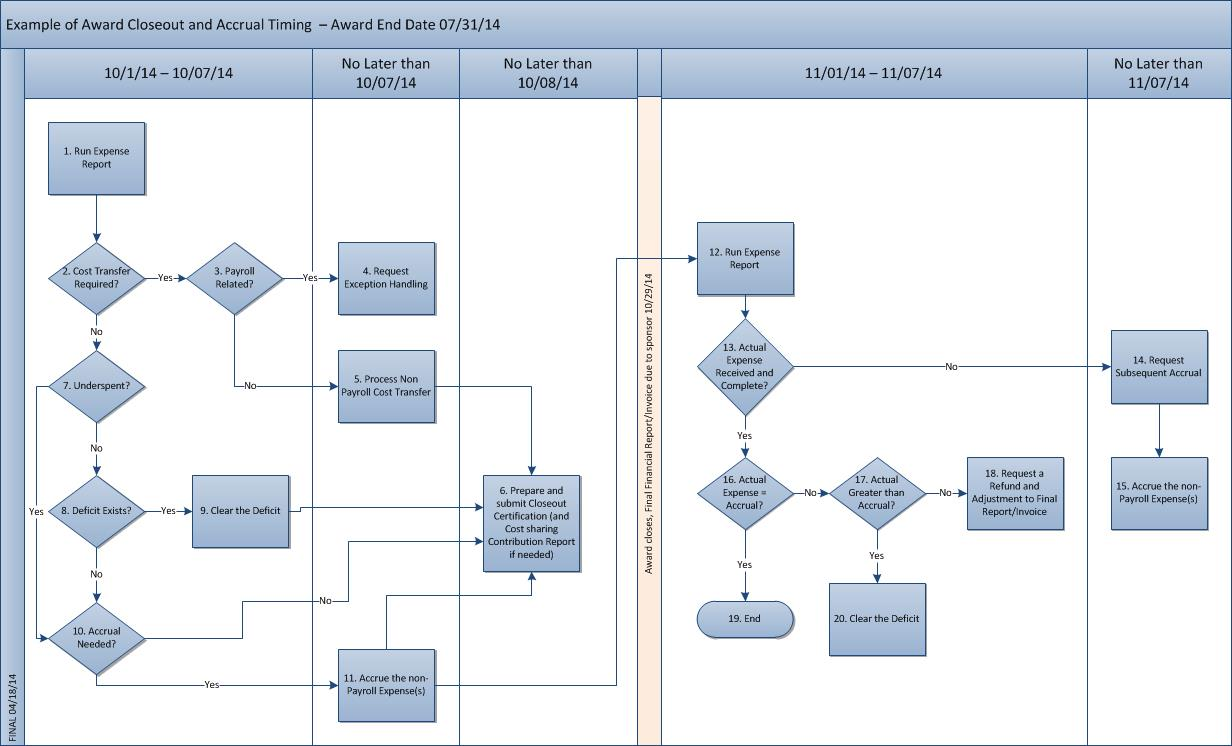 Example of Award Closeout and Accrual Timing – Award End Date 07/31/14
10/1/14 – 10/07/14
No Later than
10/07/14
No Later than
10/08/14
11/01/14 – 11/07/14
No Later than
11/07/14
1. Run Expense
Report
2. Cost Transfer
Required?
Yes
3. Payroll
Related?
Yes
4. Request
Exception Handling
No
No
5. Process Non
Payroll Cost Transfer
7. Underspent?
No
Yes
8. Deficit Exists?
Yes
9. Clear the Deficit
6. Prepare and
submit Closeout
Certification (and
Cost sharing
Contribution Report
if needed)
No
10. Accrual
Needed?
No
Yes
11. Accrue the non-
Payroll Expense(s)
Award closes, Final Financial Report/Invoice due to sponsor 10/29/14
12. Run Expense
Report
13. Actual
Expense
Received and
Complete?
No
14. Request
Subsequent Accrual
Yes
16. Actual
Expense =
Accrual?
No
17. Actual
Greater than
Accrual?
No
18. Request a
Refund and
Adjustment to Final
Report/Invoice
15. Accrue the non-
Payroll Expense(s)
Yes
Yes
19. End
20. Clear the Deficit
FINAL 04/18/14